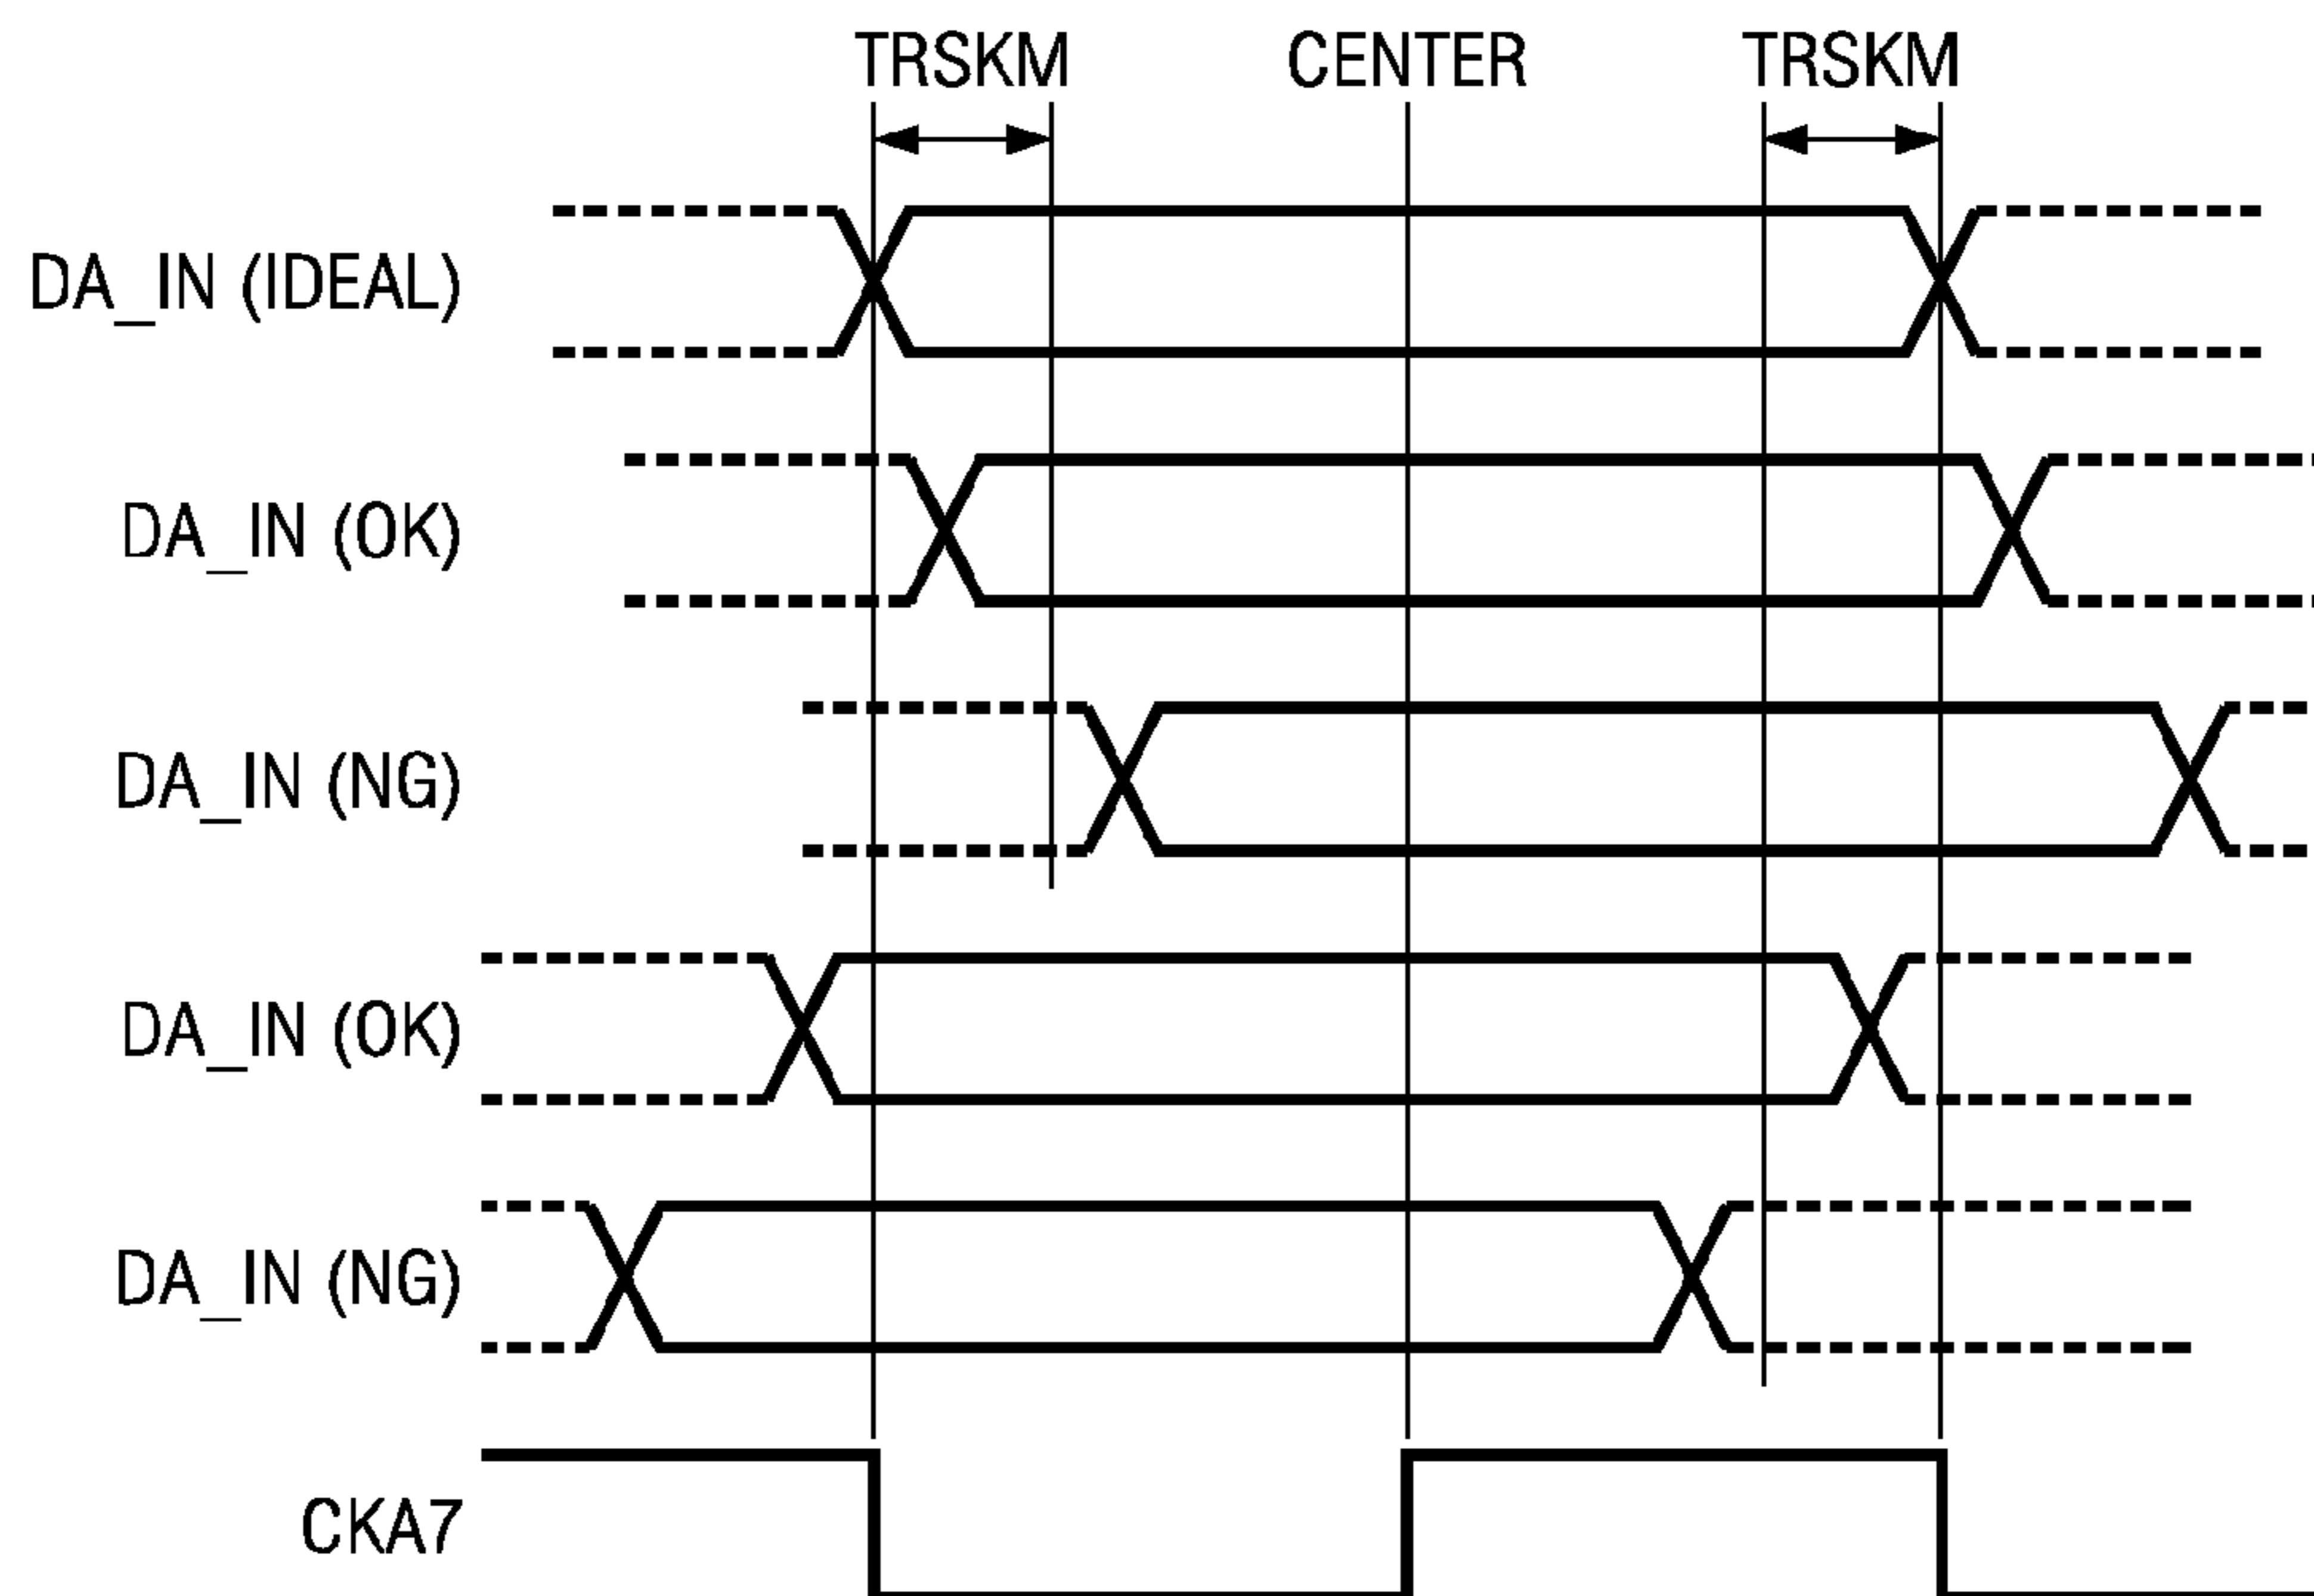 TRSKM CENTER TRSKM
DA_IN (IDEAL)
DA_IN (OK)
DA_IN (NG)
DA_IN (OK)
DA_IN (NG)
CKA7